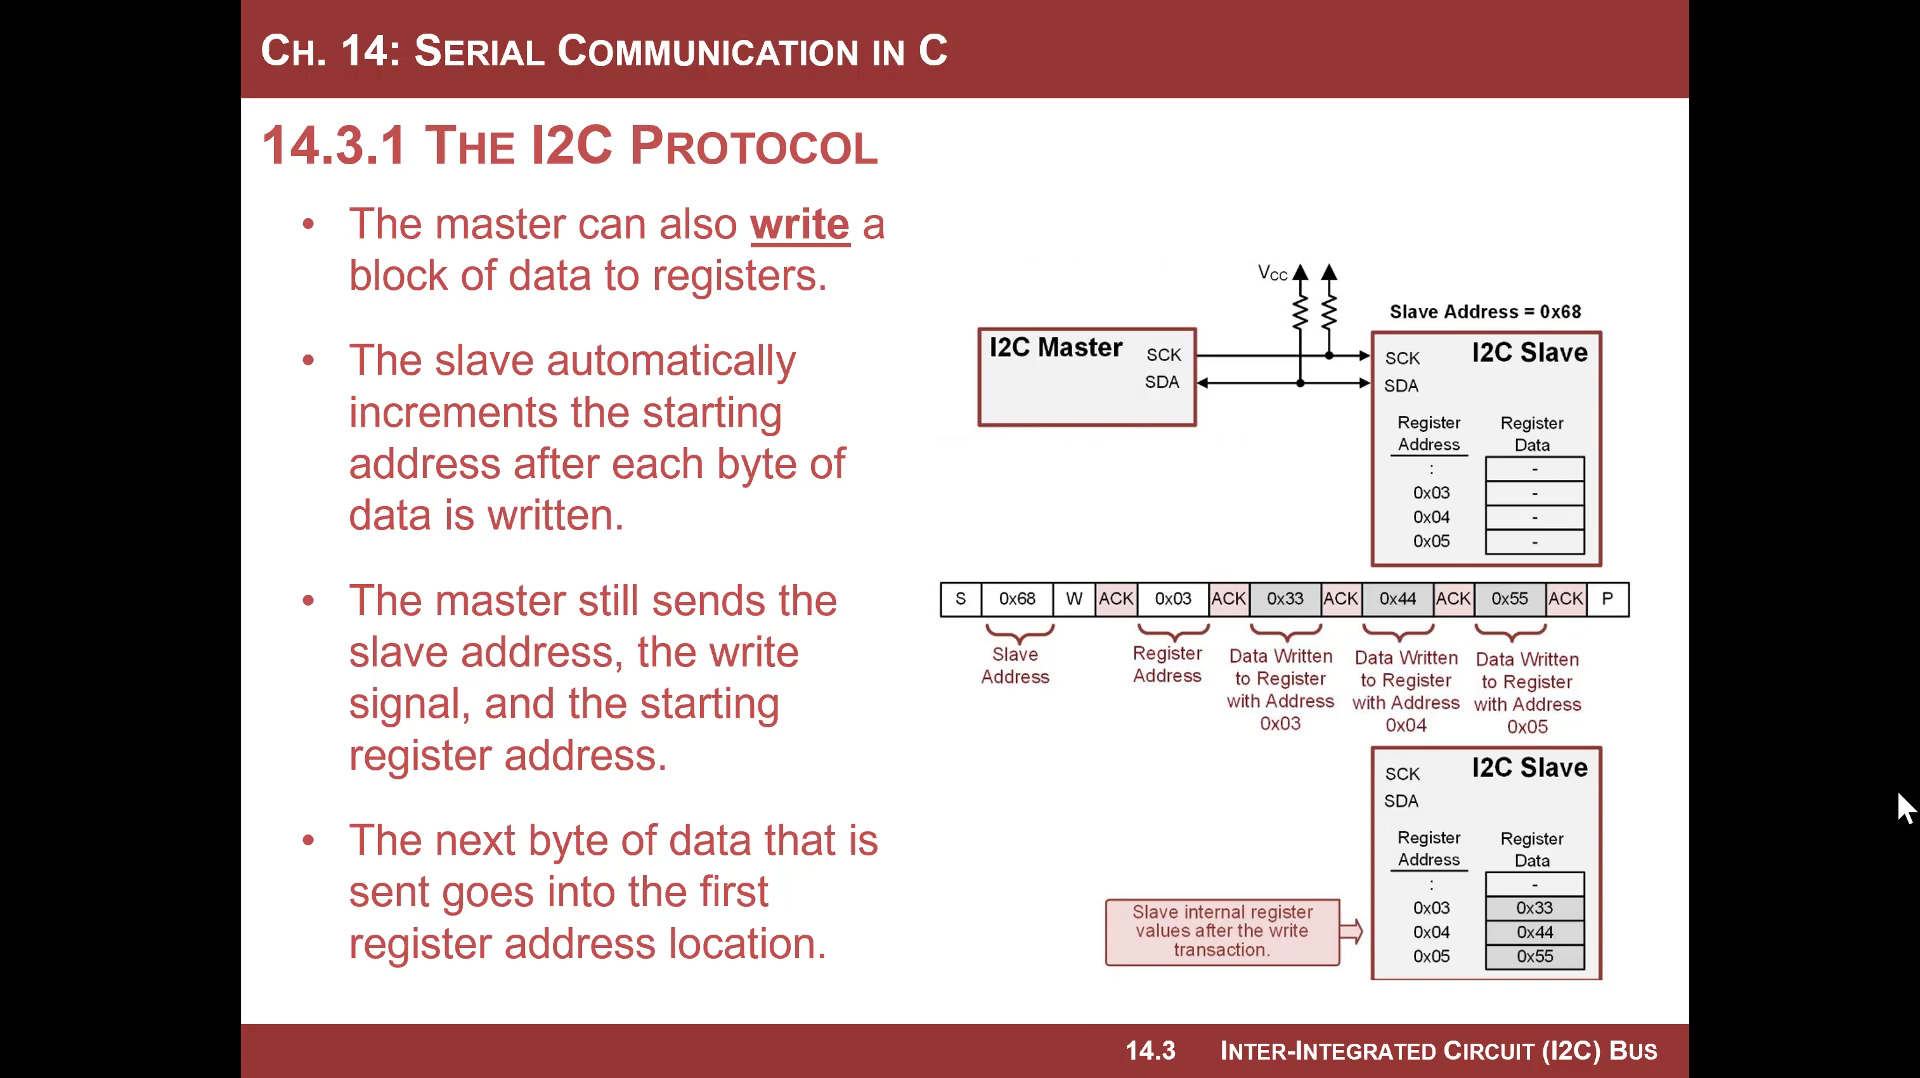 CH. 14: SERIAL COMMUNICATION IN C
14.3.1 THE I2C PROTOCOL
• The master can also write a
block of data to registers.
• The slave automatically
increments the starting
address after each byte of
data is written.
• The master still sends the
slave address, the write
signal, and the starting
register address.
• The next byte of data that is
sent goes into the first
register address location.
Vcc
Slave Address = 0x68
I2C Master
SCK
SDA
I2C Slave
SCK
SDA
Register Address
Register Data
: -
0x03 -
0x04 -
0x05 -
S 0x68 W ACK 0x03 ACK 0x33 ACK 0x44 ACK 0x55 ACK P
Slave
Address
Register
Address
Data Written
to Register
with Address
0x03
Data Written
to Register
with Address
0x04
Data Written
to Register
with Address
0x05
I2C Slave
SCK
SDA
Register Address
Register Data
: -
0x03 0x33
0x04 0x44
0x05 0x55
Slave internal register
values after the write
transaction.
14.3 INTER-INTEGRATED CIRCUIT (I2C) BUS